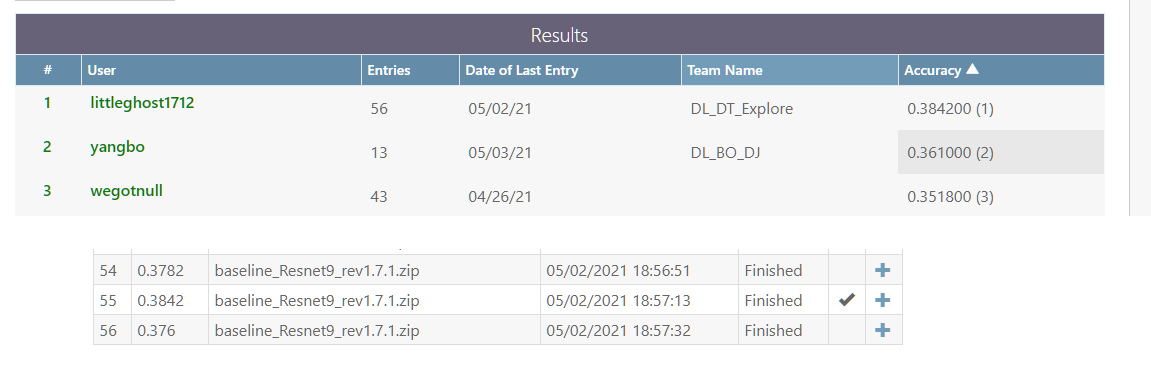 Results
# User Entries Date of Last Entry Team Name Accuracy ▲
1 littleghost1712 56 05/02/21 DL_DT_Explore 0.384200 (1)
2 yangbo 13 05/03/21 DL_BO_DJ 0.361000 (2)
3 wegotnull 43 04/26/21 0.351800 (3)
54 0.3782 baseline_Resnet9_rev1.7.1.zip 05/02/2021 18:56:51 Finished
55 0.3842 baseline_Resnet9_rev1.7.1.zip 05/02/2021 18:57:13 Finished ✔ +
56 0.376 baseline_Resnet9_rev1.7.1.zip 05/02/2021 18:57:32 Finished